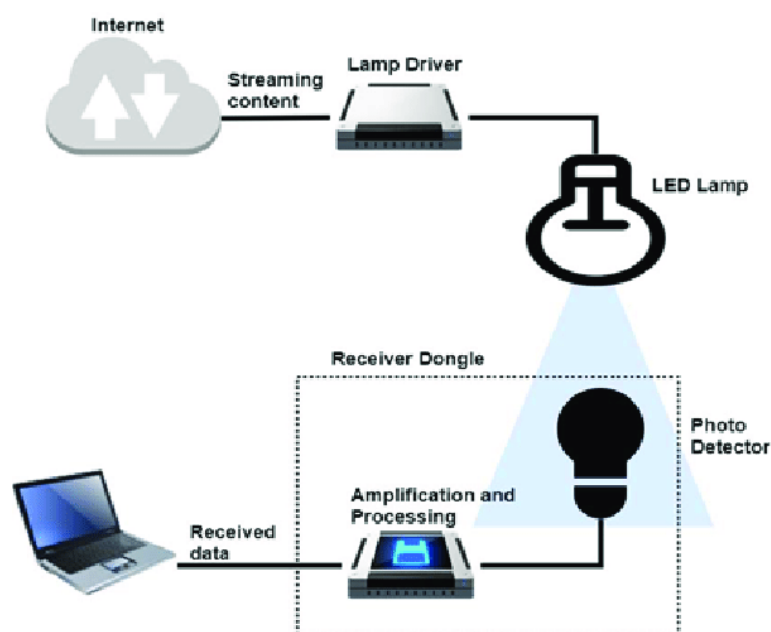 Internet
Streaming
content
Lamp Driver
LED Lamp
Receiver Dongle
Photo
Detector
Amplification and
Processing
Received
data